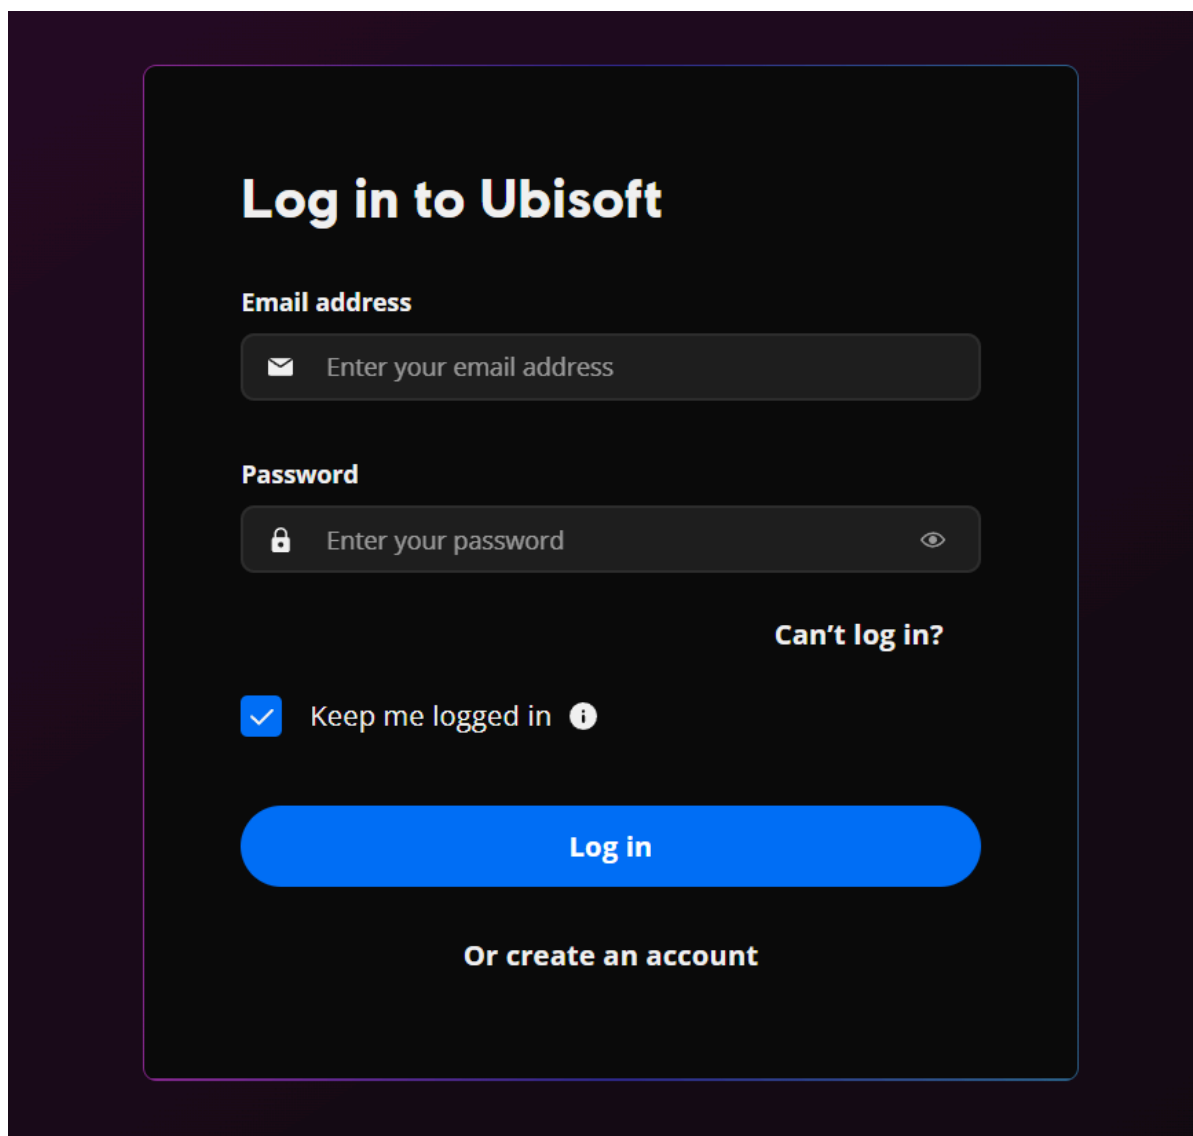 Log in to Ubisoft
Email address
Enter your email address
Password
Enter your password
Can’t log in?
Keep me logged in
Log in
Or create an account